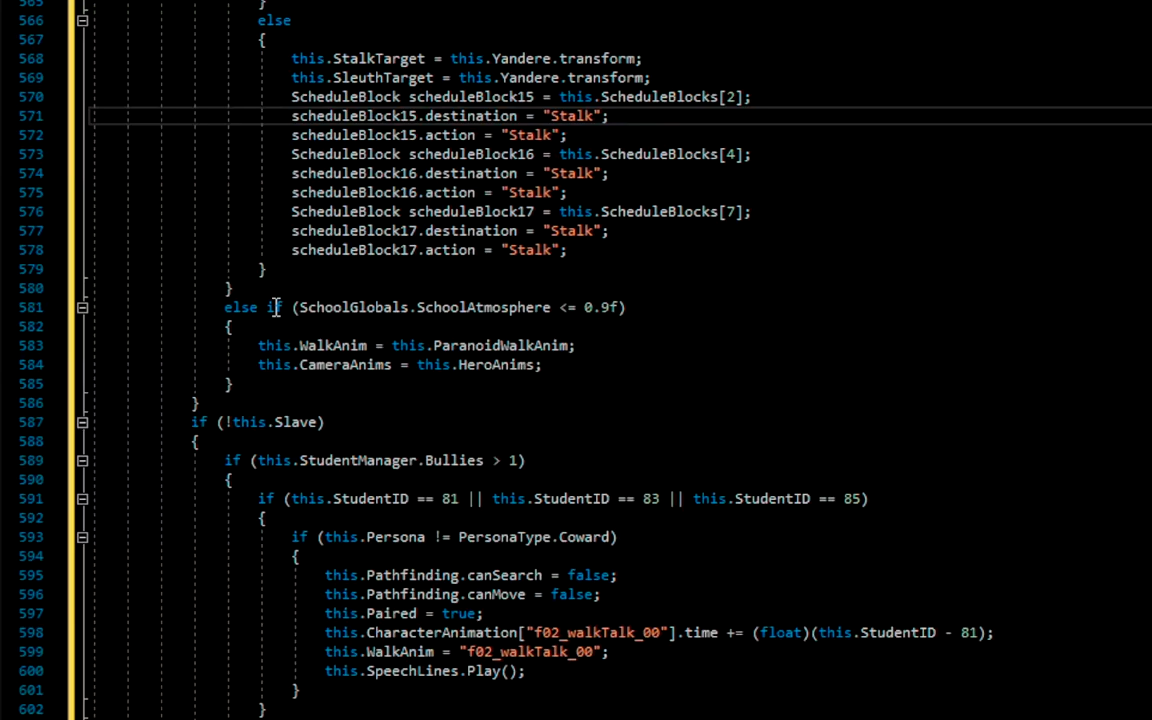 565 }
566 else
567 {
568 this.StalkTarget = this.Yandere.transform;
569 this.SleuthTarget = this.Yandere.transform;
570 ScheduleBlock scheduleBlock15 = this.ScheduleBlocks[2];
571 scheduleBlock15.destination = "Stalk";
572 scheduleBlock15.action = "Stalk";
573 ScheduleBlock scheduleBlock16 = this.ScheduleBlocks[4];
574 scheduleBlock16.destination = "Stalk";
575 scheduleBlock16.action = "Stalk";
576 ScheduleBlock scheduleBlock17 = this.ScheduleBlocks[7];
577 scheduleBlock17.destination = "Stalk";
578 scheduleBlock17.action = "Stalk";
579 }
580 }
581 else if (SchoolGlobals.SchoolAtmosphere <= 0.9f)
582 {
583 this.WalkAnim = this.ParanoidWalkAnim;
584 this.CameraAnims = this.HeroAnims;
585 }
586 }
587 if (!this.Slave)
588 {
589 if (this.StudentManager.Bullies > 1)
590 {
591 if (this.StudentID == 81 || this.StudentID == 83 || this.StudentID == 85)
592 {
593 if (this.Persona != PersonaType.Coward)
594 {
595 this.Pathfinding.canSearch = false;
596 this.Pathfinding.canMove = false;
597 this.Paired = true;
598 this.CharacterAnimation["f02_walkTalk_00"].time += (float)(this.StudentID - 81);
599 this.WalkAnim = "f02_walkTalk_00";
600 this.SpeechLines.Play();
601 }
602 }